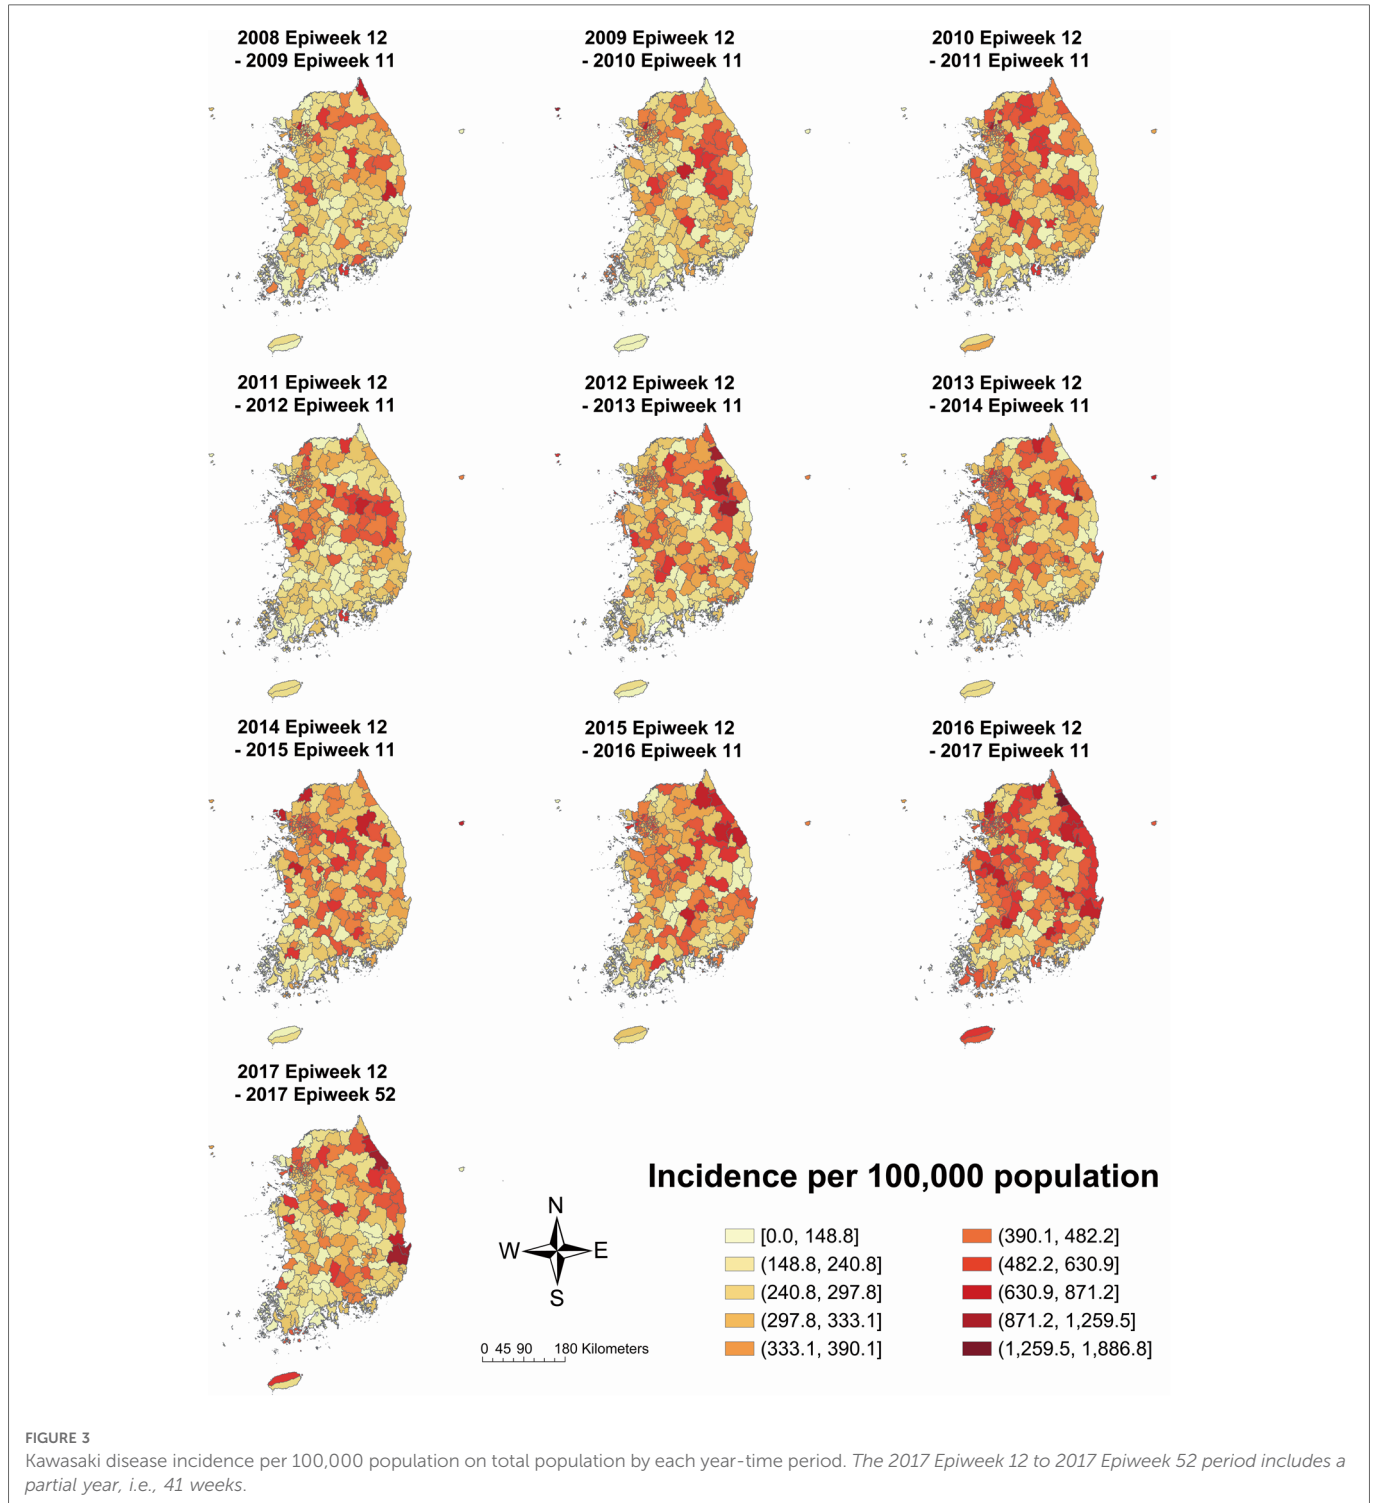 2008 Epiweek 12
- 2009 Epiweek 11
2009 Epiweek 12
- 2010 Epiweek 11
2010 Epiweek 12
- 2011 Epiweek 11
2011 Epiweek 12
- 2012 Epiweek 11
2012 Epiweek 12
- 2013 Epiweek 11
2013 Epiweek 12
- 2014 Epiweek 11
2014 Epiweek 12
- 2015 Epiweek 11
2015 Epiweek 12
- 2016 Epiweek 11
2016 Epiweek 12
- 2017 Epiweek 11
2017 Epiweek 12
- 2017 Epiweek 52
N
W
E
S
0 45 90 180 Kilometers
Incidence per 100,000 population
[0.0, 148.8]
(148.8, 240.8]
(240.8, 297.8]
(297.8, 333.1]
(333.1, 390.1]
(390.1, 482.2]
(482.2, 630.9]
(630.9, 871.2]
(871.2, 1,259.5]
(1,259.5, 1,886.8]
FIGURE 3
Kawasaki disease incidence per 100,000 population on total population by each year-time period. The 2017 Epiweek 12 to 2017 Epiweek 52 period includes a
partial year, i.e., 41 weeks.